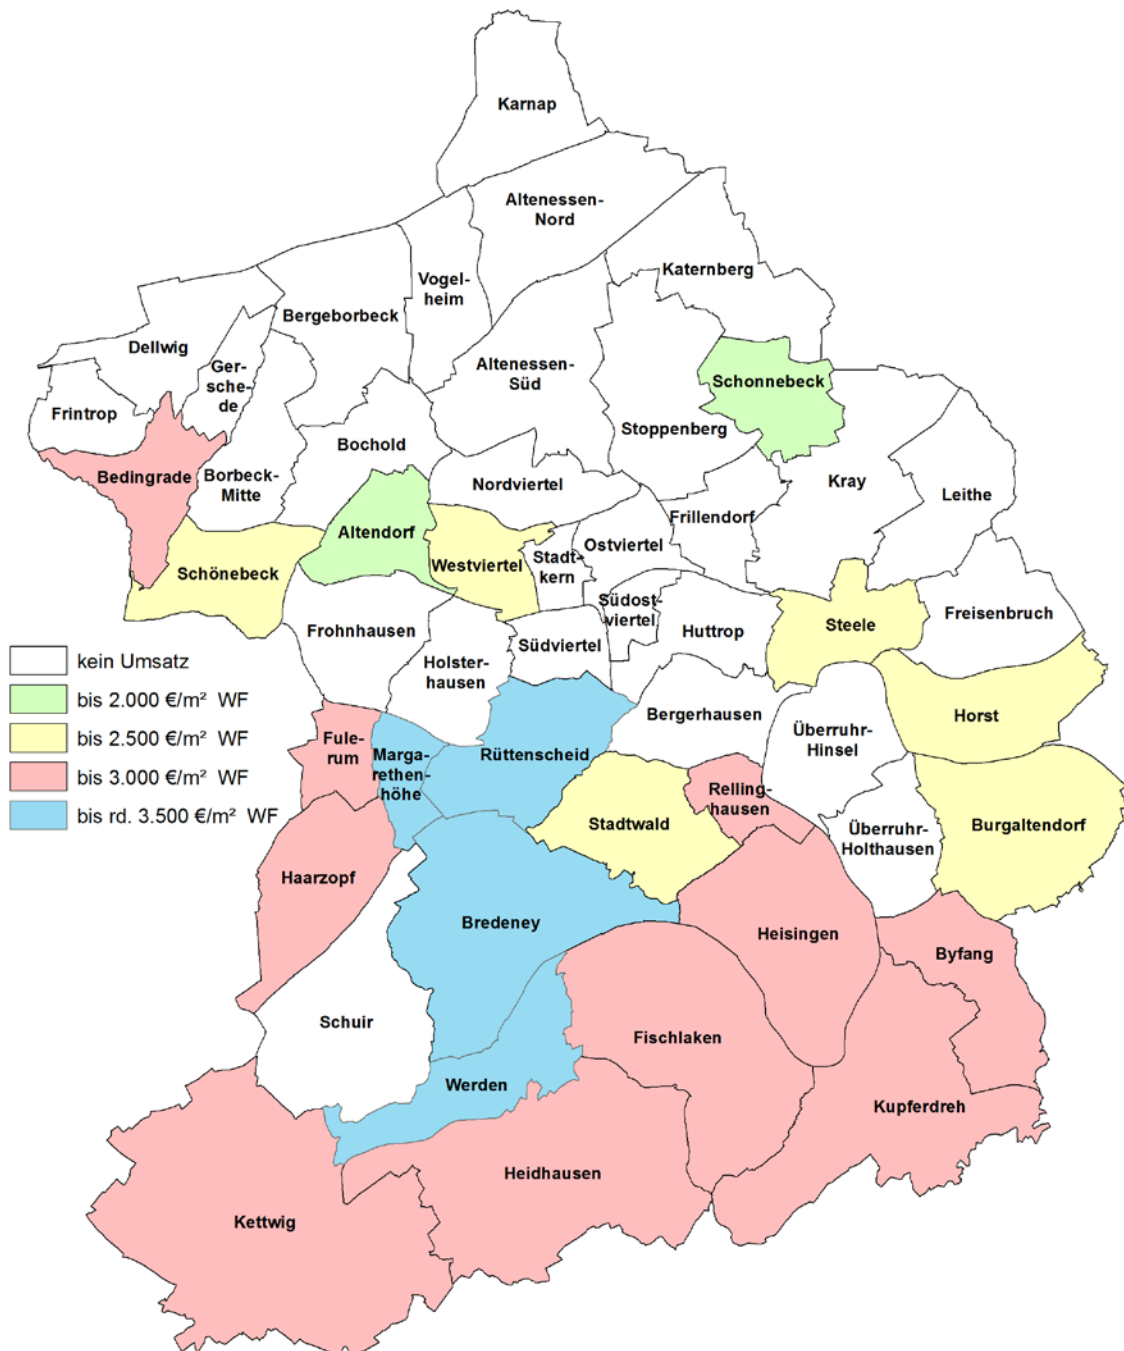 Karnap
Altenessen-
Nord
Katernberg
Vogel-
heim
Bergeborbeck
Dellwig
Ger-
sche-
de
Altenessen-
Süd
Schonnebeck
Frintrop
Stoppenberg
Bochold
Bedingrade
Borbeck-
Mitte
Nordviertel
Kray
Leithe
Altendorf
Frillendorf
Ostviertel
Stadt-
kern
Westviertel
Schönebeck
Südost-
viertel
Freisenbruch
Steele
Frohnhausen
Huttrop
Südviertel
Holster-
hausen
kein Umsatz
bis 2.000 €/m² WF
bis 2.500 €/m² WF
bis 3.000 €/m² WF
bis rd. 3.500 €/m² WF
Bergerhausen
Überruhr-
Hinsel
Horst
Fule-
rum
Marga-
rethen-
höhe
Rüttenscheid
Relling-
hausen
Stadtwald
Überruhr-
Holthausen
Burgaltendorf
Haarzopf
Bredeney
Heisingen
Byfang
Schuir
Fischlaken
Werden
Kupferdreh
Heidhausen
Kettwig